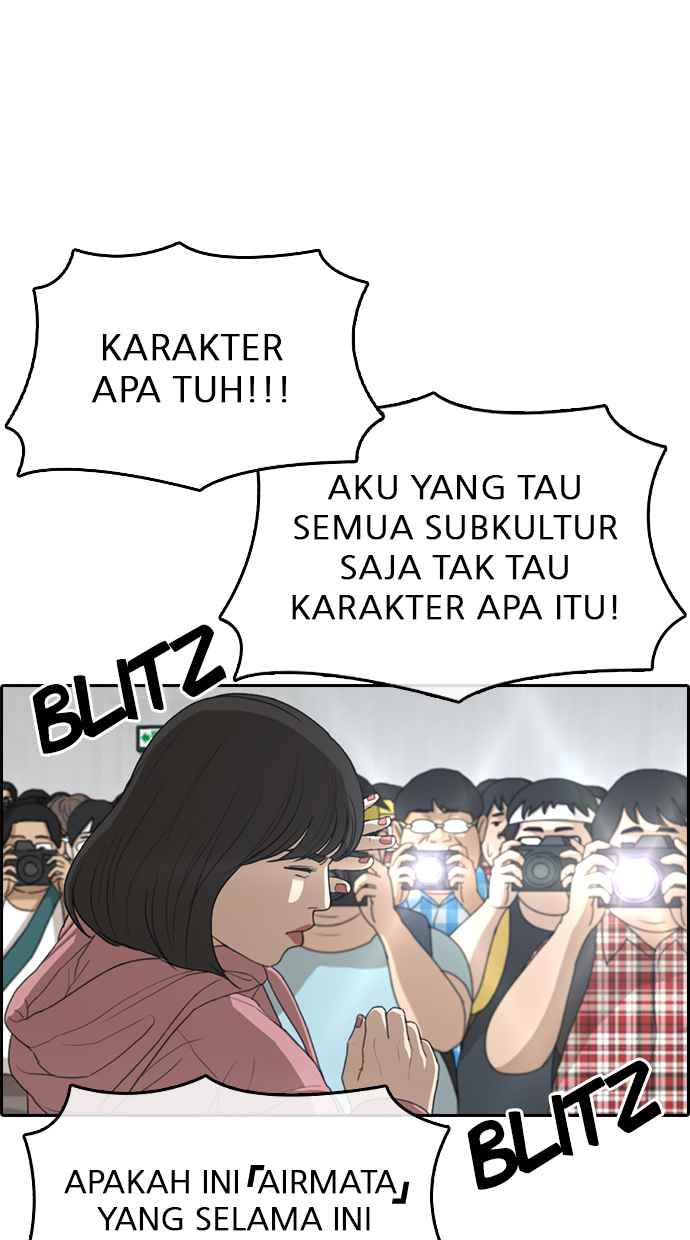 KARAKTER
APA TUH!!!
AKU YANG TAU
SEMUA SUBKULTUR
SAJA TAK TAU
KARAKTER APA ITU!
BLITZ
BLITZ
APAKAH INI「AIRMATA」
YANG SELAMA INI